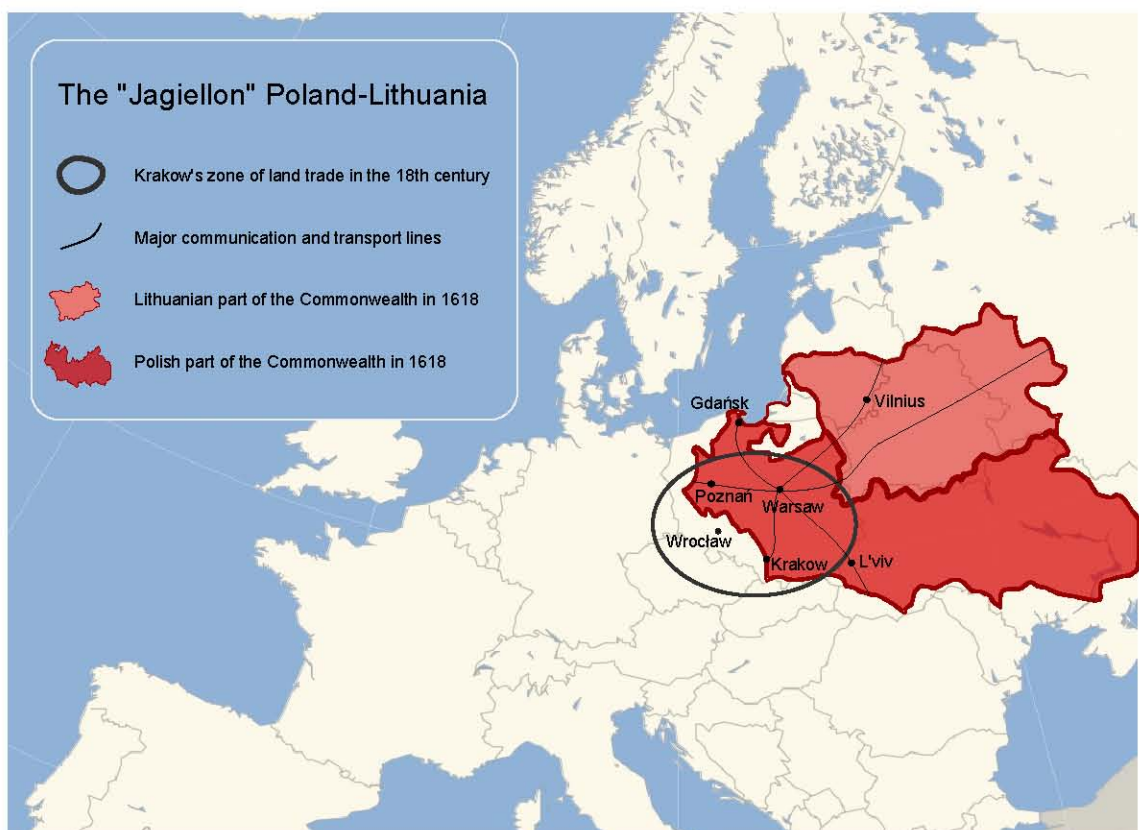 The "Jagiellon" Poland-Lithuania
Krakow's zone of land trade in the 18th century
Major communication and transport lines
Lithuanian part of the Commonwealth in 1618
Polish part of the Commonwealth in 1618
Gdańsk
Vilnius
Poznań
Warsaw
Wrocław
Krakow
L'viv